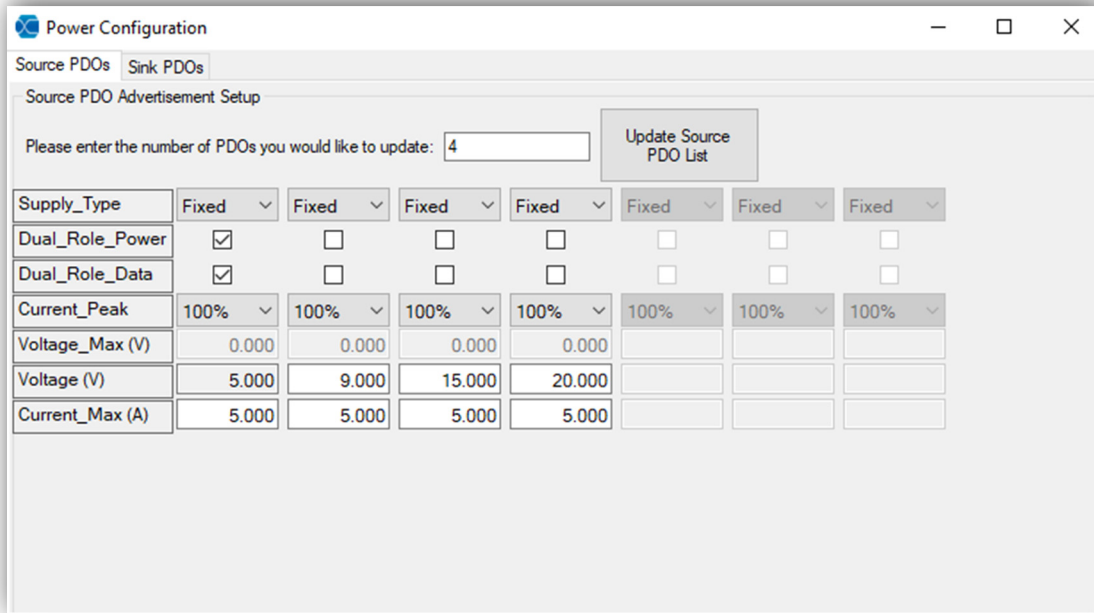 Power Configuration
Source PDOs Sink PDOs
Source PDO Advertisement Setup
Please enter the number of PDOs you would like to update: 4
Update Source
PDO List
Supply_Type Fixed Fixed Fixed Fixed Fixed Fixed Fixed
Dual_Role_Power
Dual_Role_Data
Current_Peak 100% 100% 100% 100% 100% 100% 100%
Voltage_Max (V) 0.000 0.000 0.000 0.000
Voltage (V) 5.000 9.000 15.000 20.000
Current_Max (A) 5.000 5.000 5.000 5.000